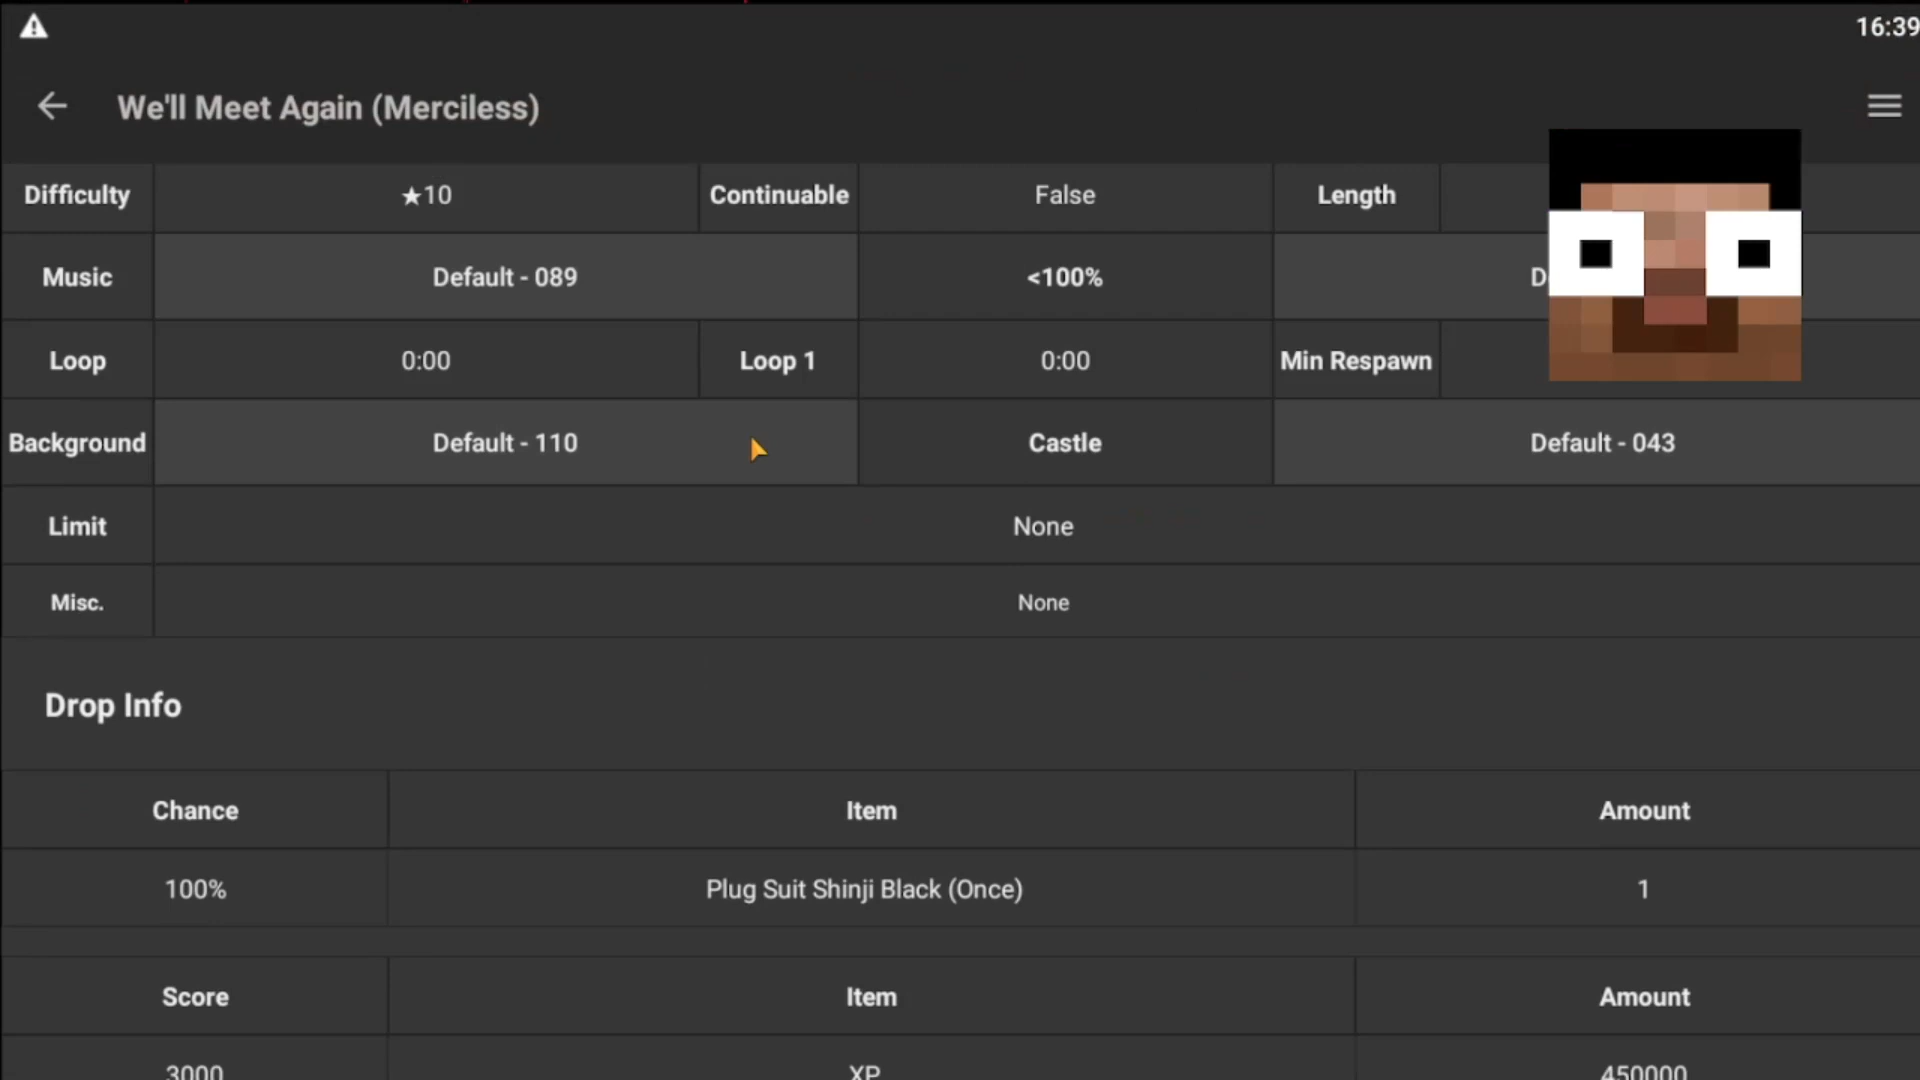 16:39
We'll Meet Again (Merciless)
Difficulty ★10 Continuable False Length
Music Default - 089 <100% D
Loop 0:00 Loop 1 0:00 Min Respawn
Background Default - 110 Castle Default - 043
Limit None
Misc. None
Drop Info
Chance Item Amount
100% Plug Suit Shinji Black (Once) 1
Score Item Amount
3000 XP 450000